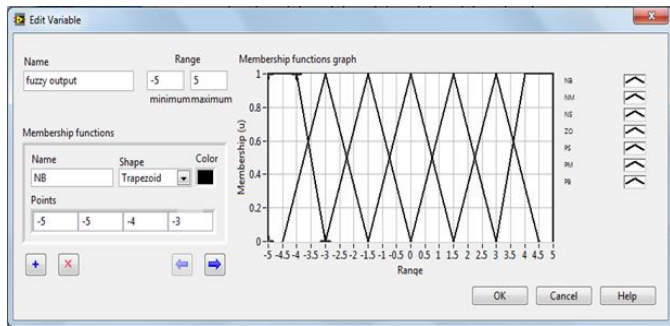 Edit Variable
Name
Range
fuzzy output
-5
5
minimum maximum
Membership functions
Name
Shape
Color
NB
Trapezoid
Points
-5
-5
-4
-3
Membership functions graph
Membership (u)
1
0.8
0.6
0.4
0.2
0
-5 -4.5 -4 -3.5 -3 -2.5 -2 -1.5 -1 -0.5 0 0.5 1 1.5 2 2.5 3 3.5 4 4.5 5
Range
NB
NM
NS
ZO
PS
PM
PB
OK
Cancel
Help